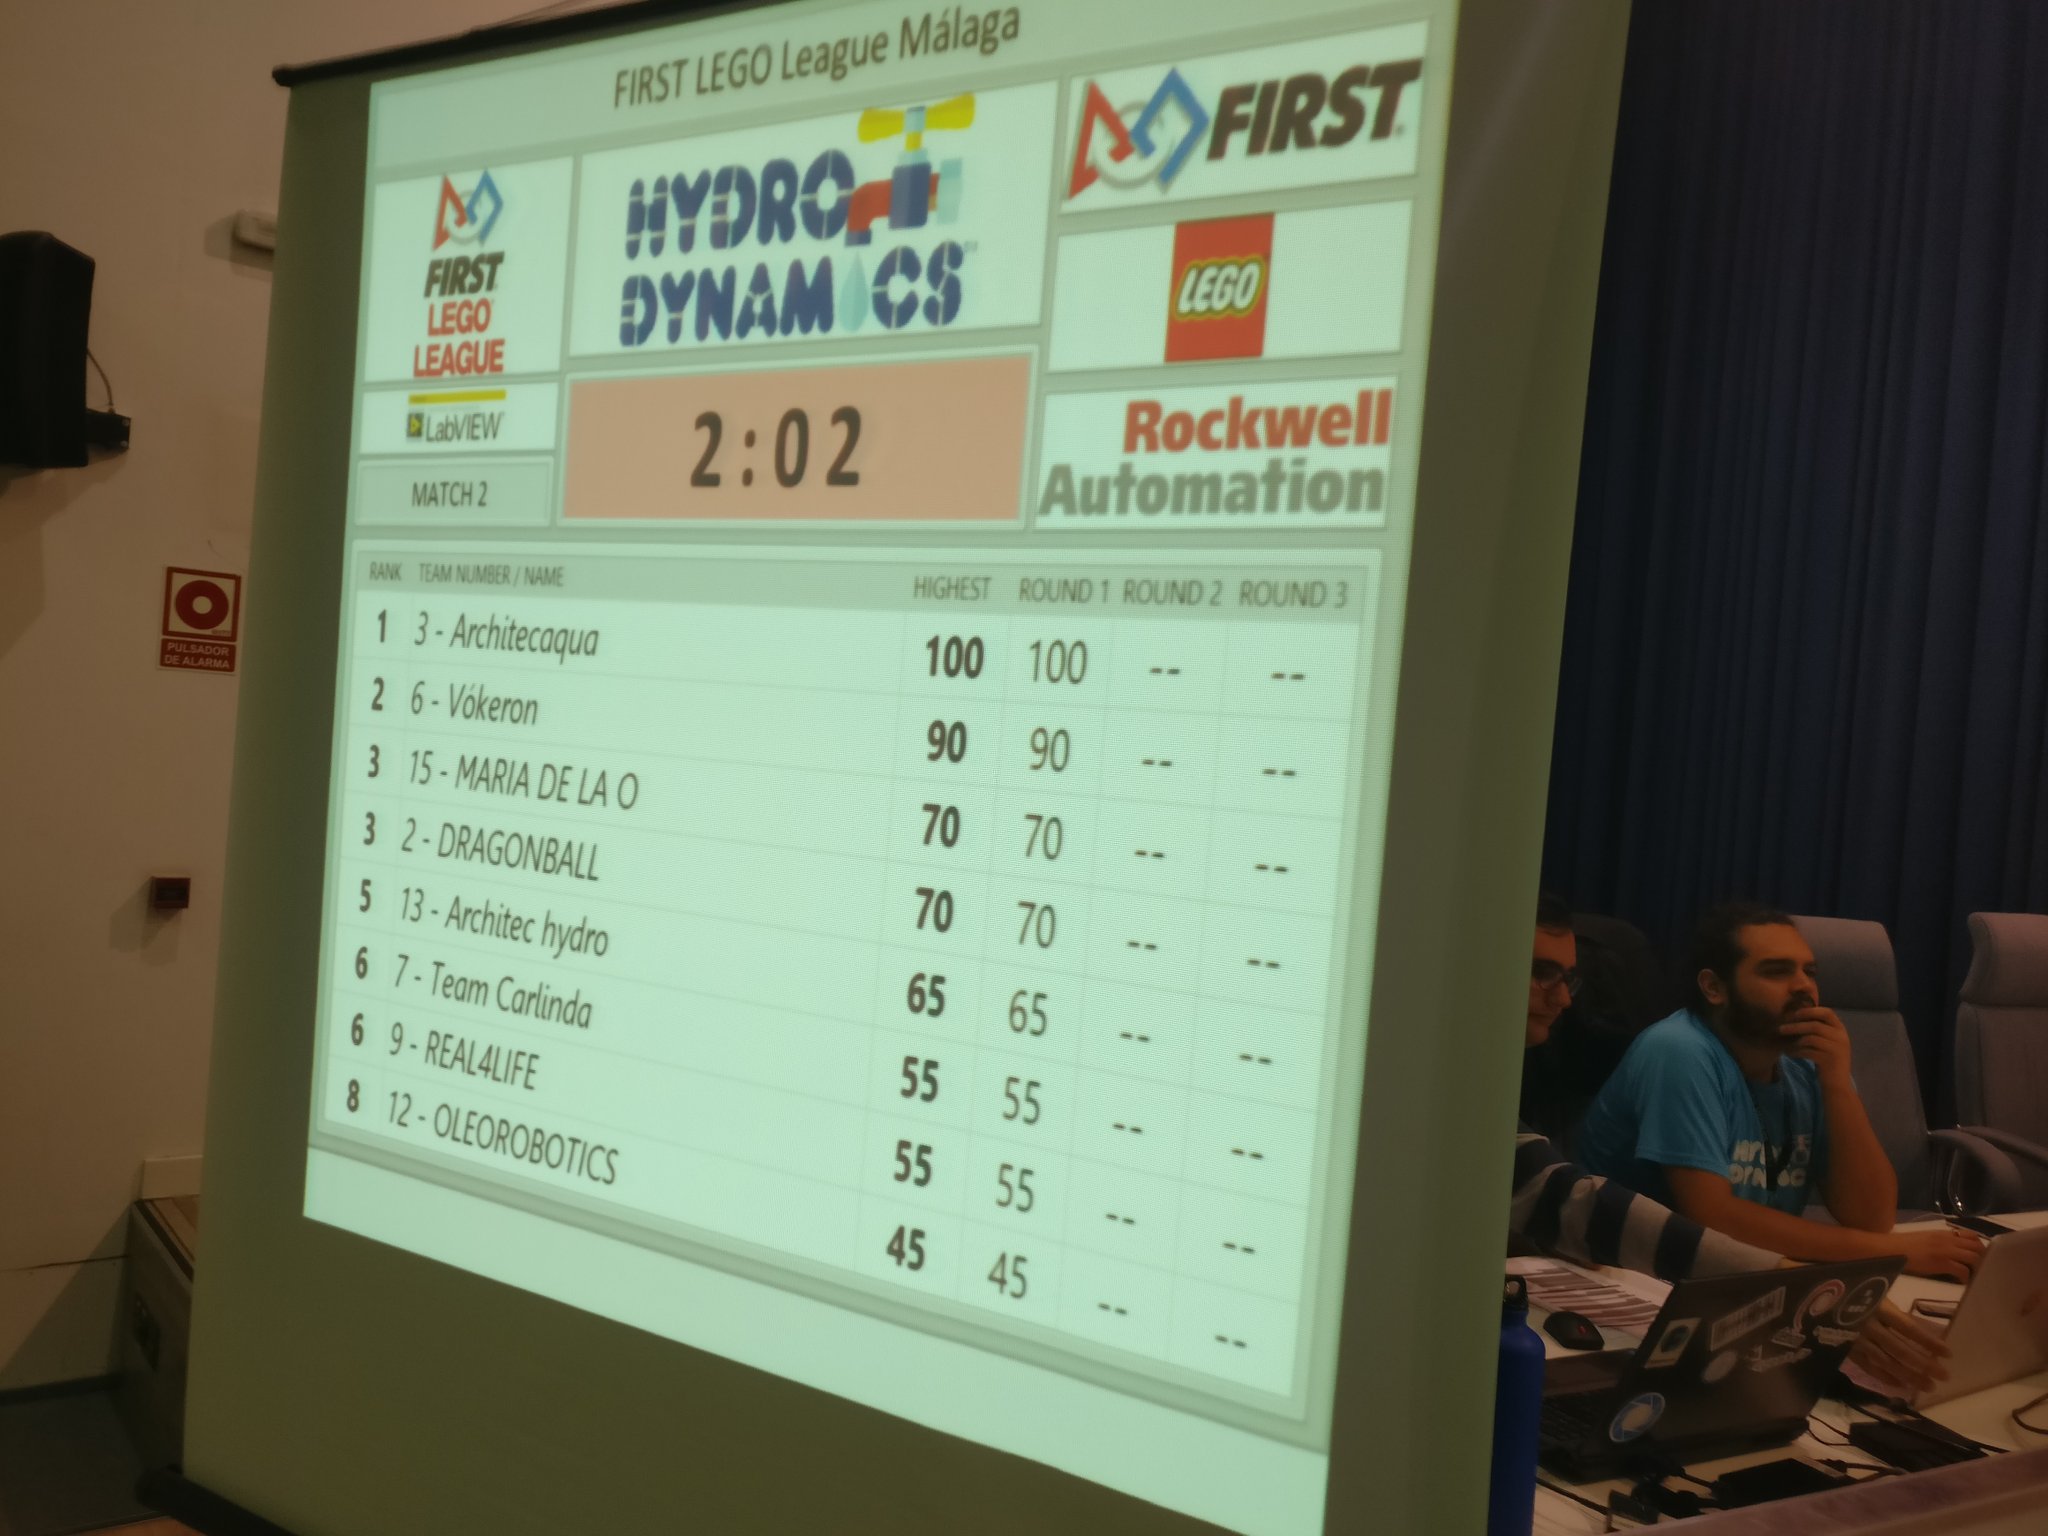 FIRST LEGO League Málaga
FIRST
LEGO
LEAGUE
HYDRO
DYNAMICS
FIRST
LEGO
LabVIEW
2:02
Rockwell
Automation
MATCH 2
RANK TEAM NUMBER / NAME HIGHEST ROUND 1 ROUND 2 ROUND 3
1 3 - Architecaqua 100 100 -- --
2 6 - Vókeron 90 90 -- --
3 15 - MARIA DE LA O 70 70 -- --
3 2 - DRAGONBALL 70 70 -- --
5 13 - Architec hydro 65 65 -- --
6 7 - Team Carlinda 55 55 -- --
6 9 - REAL4LIFE 55 55 -- --
8 12 - OLEOROBOTICS 45 45 -- --
PULSADOR
DE ALARMA